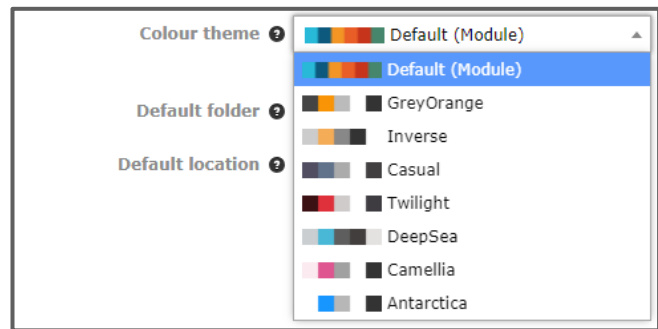 Colour theme ? Default (Module)
Default (Module)
Default folder ? GreyOrange
Inverse
Default location ? Casual
Twilight
DeepSea
Camellia
Antarctica